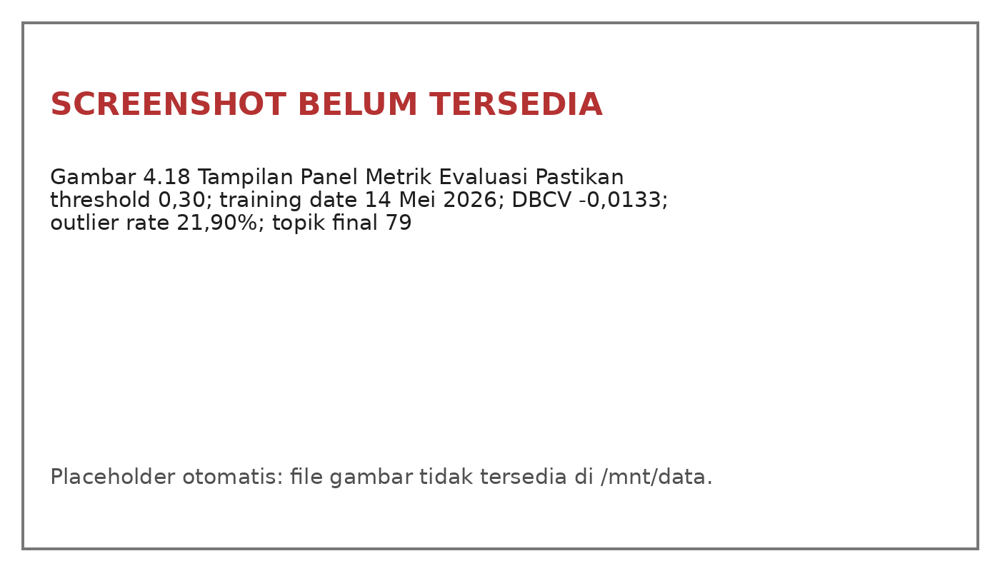 SCREENSHOT BELUM TERSEDIA
Gambar 4.18 Tampilan Panel Metrik Evaluasi Pastikan
threshold 0,30; training date 14 Mei 2026; DBCV -0,0133;
outlier rate 21,90%; topik final 79
Placeholder otomatis: file gambar tidak tersedia di /mnt/data.